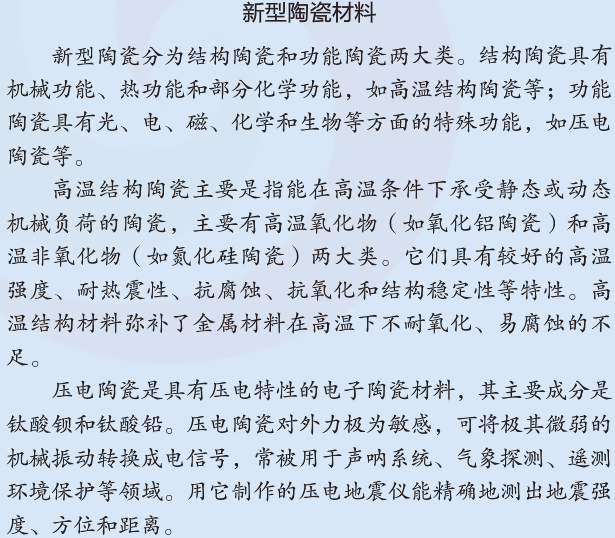 新型陶瓷材料
新型陶瓷分为结构陶瓷和功能陶瓷两大类。结构陶瓷具有
机械功能、热功能和部分化学功能，如高温结构陶瓷等；功能
陶瓷具有光、电、磁、化学和生物等方面的特殊功能，如压电
陶瓷等。
高温结构陶瓷主要是指能在高温条件下承受静态或动态
机械负荷的陶瓷，主要有高温氧化物（如氧化铝陶瓷）和高
温非氧化物（如氮化硅陶瓷）两大类。它们具有较好的高温
强度、耐热震性、抗腐蚀、抗氧化和结构稳定性等特性。高
温结构材料弥补了金属材料在高温下不耐氧化、易腐蚀的不
足。
压电陶瓷是具有压电特性的电子陶瓷材料，其主要成分是
钛酸钡和钛酸铅。压电陶瓷对外力极为敏感，可将极其微弱的
机械振动转换成电信号，常被用于声呐系统、气象探测、遥测
环境保护等领域。用它制作的压电地震仪能精确地测出地震强
度、方位和距离。